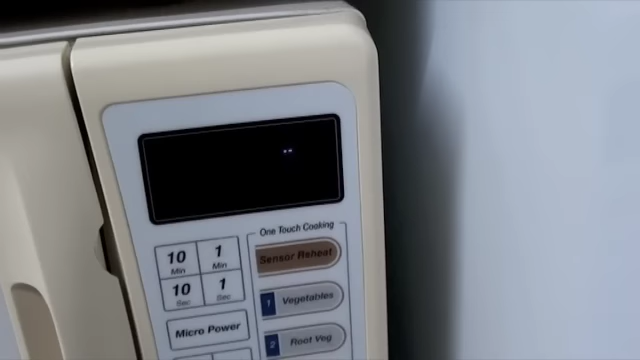 One Touch Cooking
10 Min
1 Min
Sensor Reheat
10 Sec
1 Sec
1 Vegetables
Micro Power
2 Root Veg